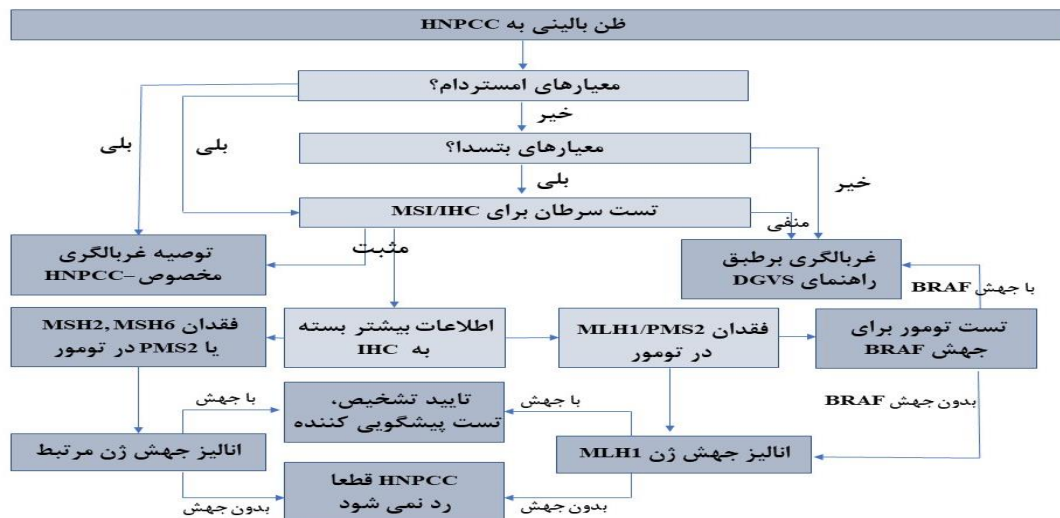 ظن بالینی به HNPCC
معیارهای امستردام؟
خیر
بلی
بلی
معیارهای بتسدا؟
بلی
خیر
تست سرطان برای MSI/IHC
منفی
مثبت
توصیه غربالگری
مخصوص-HNPCC
غربالگری برطبق
راهنمای DGVS
با جهش BRAF
فقدان MSH2, MSH6
یا PMS2 در تومور
اطلاعات بیشتر بسته
به IHC
فقدان MLH1/PMS2
در تومور
تست تومور برای
جهش BRAF
بدون جهش BRAF
با جهش
تایید تشخیص،
تست پیشگویی کننده
با جهش
انالیز جهش ژن مرتبط
انالیز جهش ژن MLH1
بدون جهش
HNPCC قطعا
رد نمی شود
بدون جهش